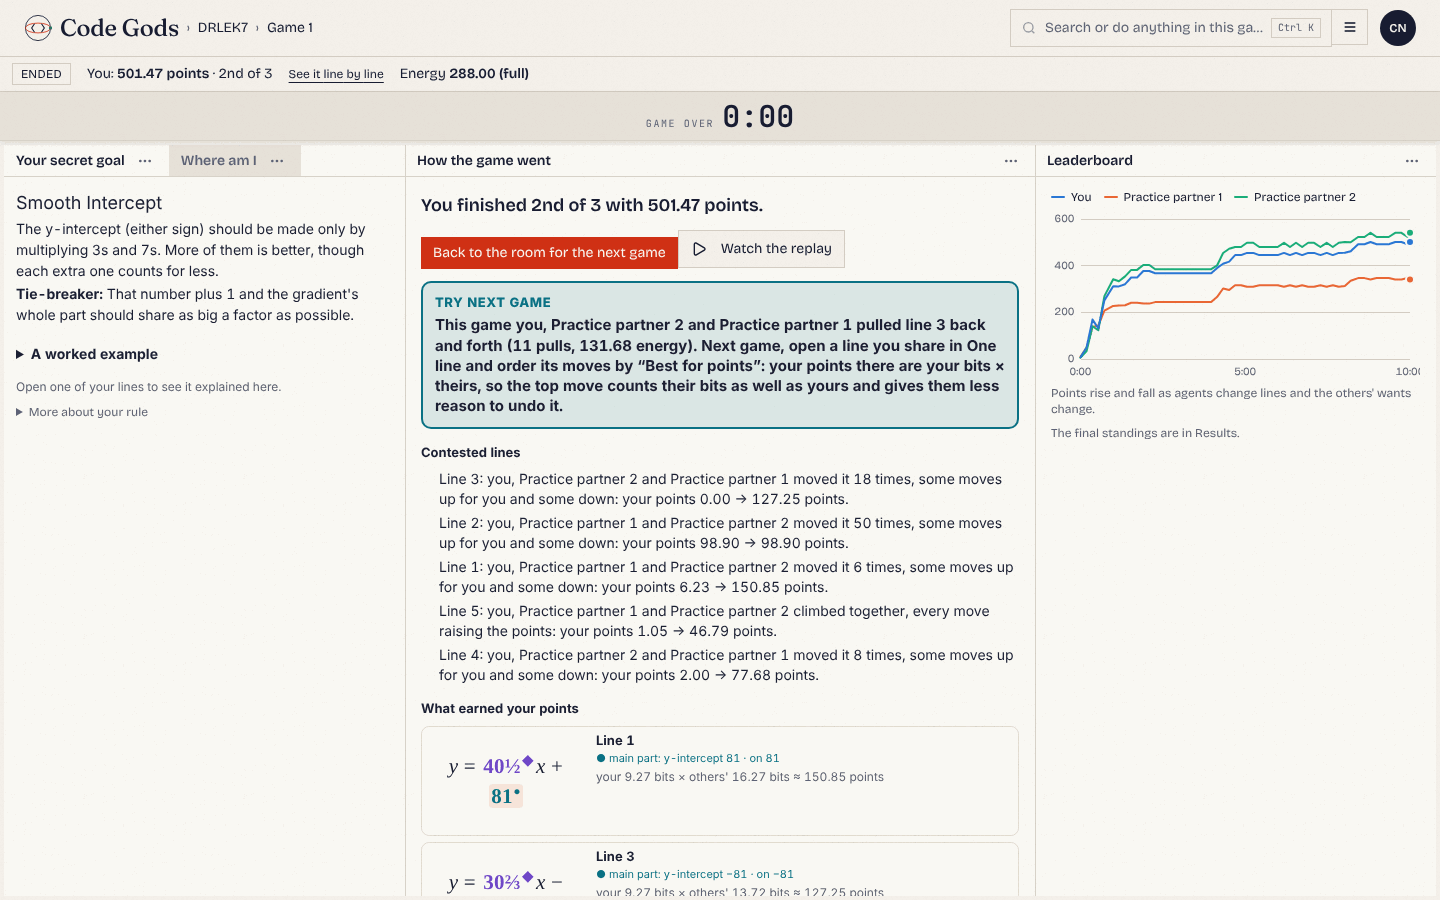 Code Gods › DRLEK7 › Game 1
Search or do anything in this ga... Ctrl K
CN
ENDED You: 501.47 points · 2nd of 3 See it line by line Energy 288.00 (full)
GAME OVER 0:00
Your secret goal ··· Where am I ···
Smooth Intercept
The y-intercept (either sign) should be made only by
multiplying 3s and 7s. More of them is better, though
each extra one counts for less.
Tie-breaker: That number plus 1 and the gradient's
whole part should share as big a factor as possible.
A worked example
Open one of your lines to see it explained here.
More about your rule
How the game went ···
You finished 2nd of 3 with 501.47 points.
Back to the room for the next game
Watch the replay
TRY NEXT GAME
This game you, Practice partner 2 and Practice partner 1 pulled line 3 back
and forth (11 pulls, 131.68 energy). Next game, open a line you share in One
line and order its moves by “Best for points”: your points there are your bits ×
theirs, so the top move counts their bits as well as yours and gives them less
reason to undo it.
Contested lines
Line 3: you, Practice partner 2 and Practice partner 1 moved it 18 times, some moves
up for you and some down: your points 0.00 → 127.25 points.
Line 2: you, Practice partner 1 and Practice partner 2 moved it 50 times, some moves
up for you and some down: your points 98.90 → 98.90 points.
Line 1: you, Practice partner 1 and Practice partner 2 moved it 6 times, some moves up
for you and some down: your points 6.23 → 150.85 points.
Line 5: you, Practice partner 1 and Practice partner 2 climbed together, every move
raising the points: your points 1.05 → 46.79 points.
Line 4: you, Practice partner 2 and Practice partner 1 moved it 8 times, some moves up
for you and some down: your points 2.00 → 77.68 points.
What earned your points
y = 40½◆x +
81•
Line 1
main part: y-intercept 81 · on 81
your 9.27 bits × others' 16.27 bits ≈ 150.85 points
y = 30⅔◆x −
Line 3
main part: y-intercept −81 · on −81
your 9.27 bits × others' 13.72 bits ≈ 127.25 points
Leaderboard ···
You Practice partner 1 Practice partner 2
600
400
200
0
0:00 5:00 10:0
Points rise and fall as agents change lines and the others' wants
change.
The final standings are in Results.